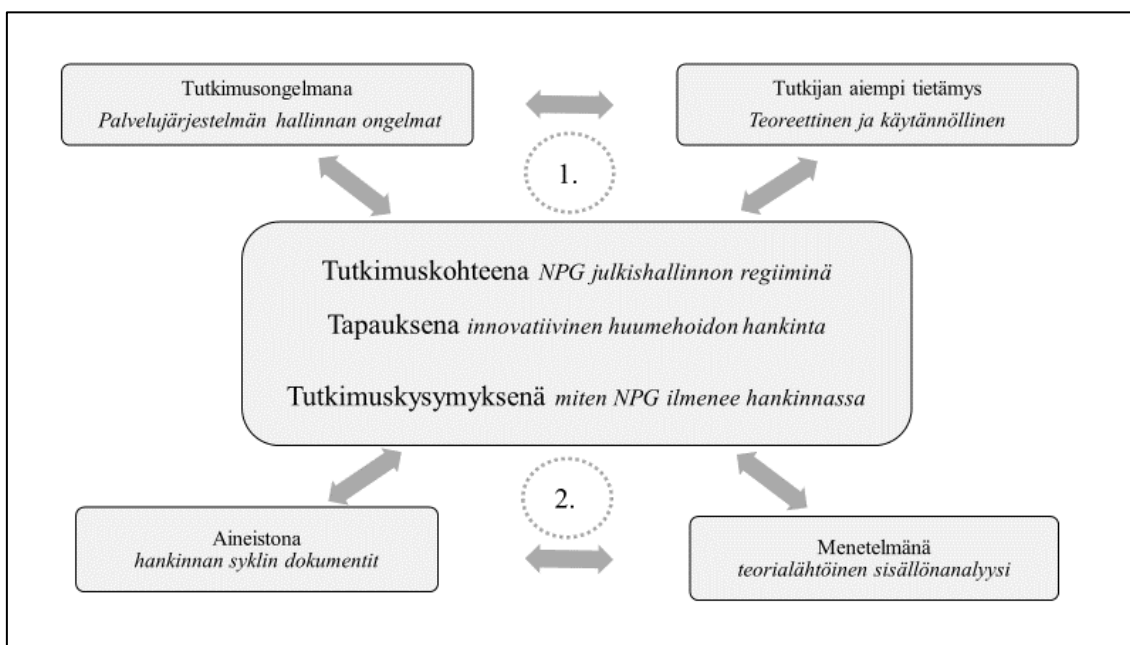 Tutkimusongelmana
Palvelujärjestelmän hallinnan ongelmat
Tutkijan aiempi tietämys
Teoreettinen ja käytännöllinen
1.
Tutkimuskohteena NPG julkishallinnon regiiminä
Tapauksena innovatiivinen huumehoidon hankinta
Tutkimuskysymyksenä miten NPG ilmenee hankinnassa
2.
Aineistona
hankinnan syklin dokumentit
Menetelmänä
teorialähtöinen sisällönanalyysi